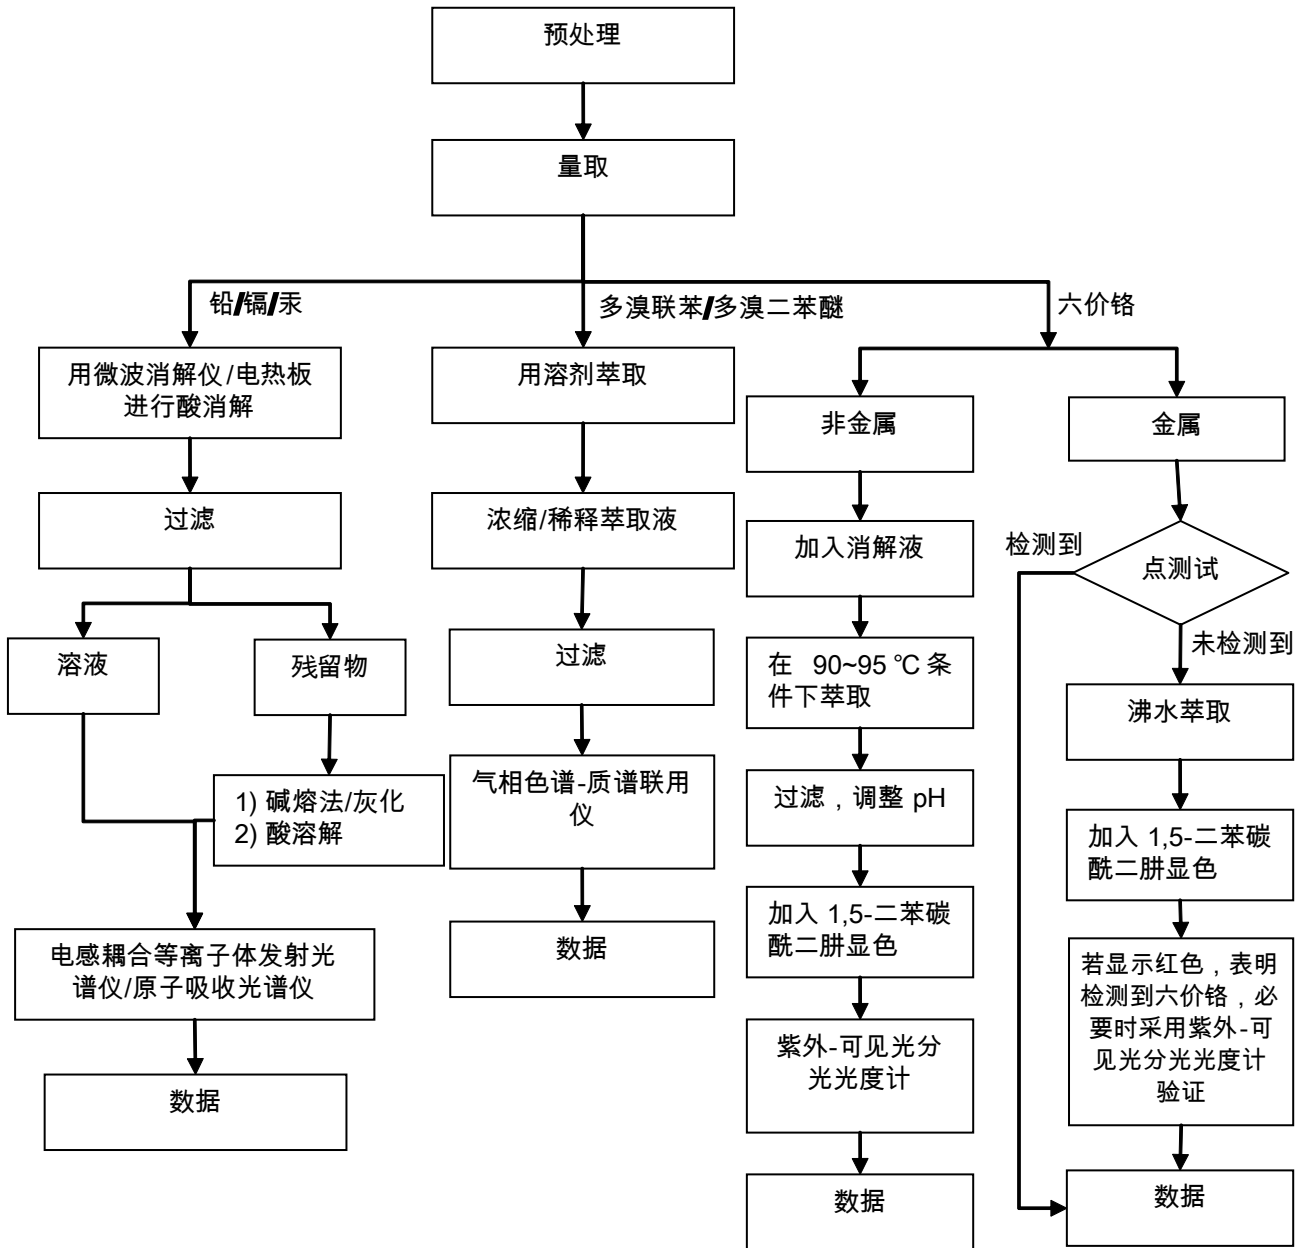 预处理
量取
铅/镉/汞
多溴联苯/多溴二苯醚
六价铬
用微波消解仪/电热板
进行酸消解
过滤
溶液
残留物
1) 碱熔法/灰化
2) 酸溶解
电感耦合等离子体发射光
谱仪/原子吸收光谱仪
数据
用溶剂萃取
浓缩/稀释萃取液
过滤
气相色谱-质谱联用
仪
数据
非金属
加入消解液
在 90~95 ℃ 条
件下萃取
过滤，调整 pH
加入 1,5-二苯碳
酰二肼显色
紫外-可见光分
光光度计
数据
金属
检测到
点测试
未检测到
沸水萃取
加入 1,5-二苯碳
酰二肼显色
若显示红色，表明
检测到六价铬，必
要时采用紫外-可
见光分光光度计
验证
数据